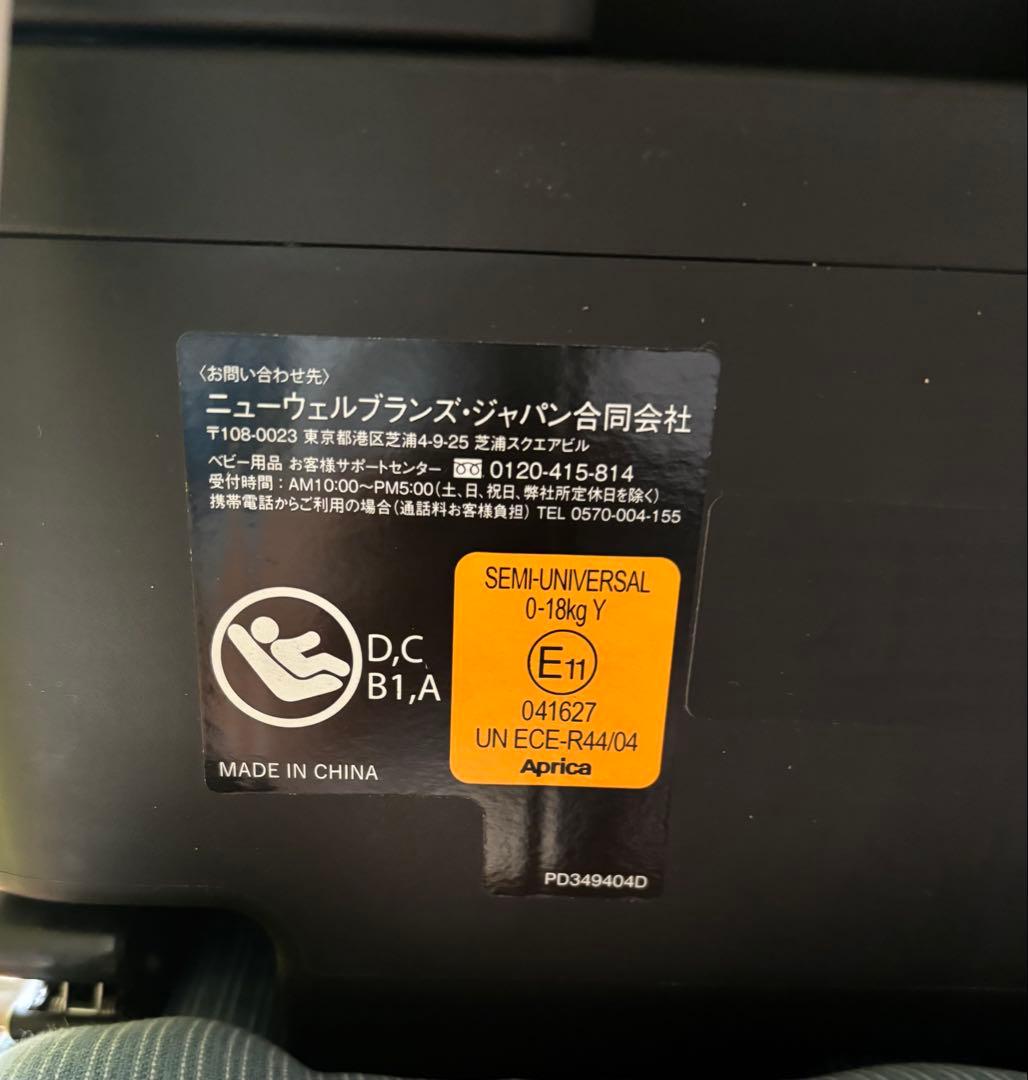 〈お問い合わせ先〉
ニューウェルブランズ・ジャパン合同会社
〒108-0023 東京都港区芝浦4-9-25 芝浦スクエアビル
ベビー用品 お客様サポートセンター 0120-415-814
受付時間：AM10:00〜PM5:00（土、日、祝日、弊社所定休日を除く）
携帯電話からご利用の場合（通話料お客様負担）TEL 0570-004-155
D,C
B1,A
SEMI-UNIVERSAL
0-18kg Y
E11
041627
UN ECE-R44/04
Aprica
MADE IN CHINA
PD349404D